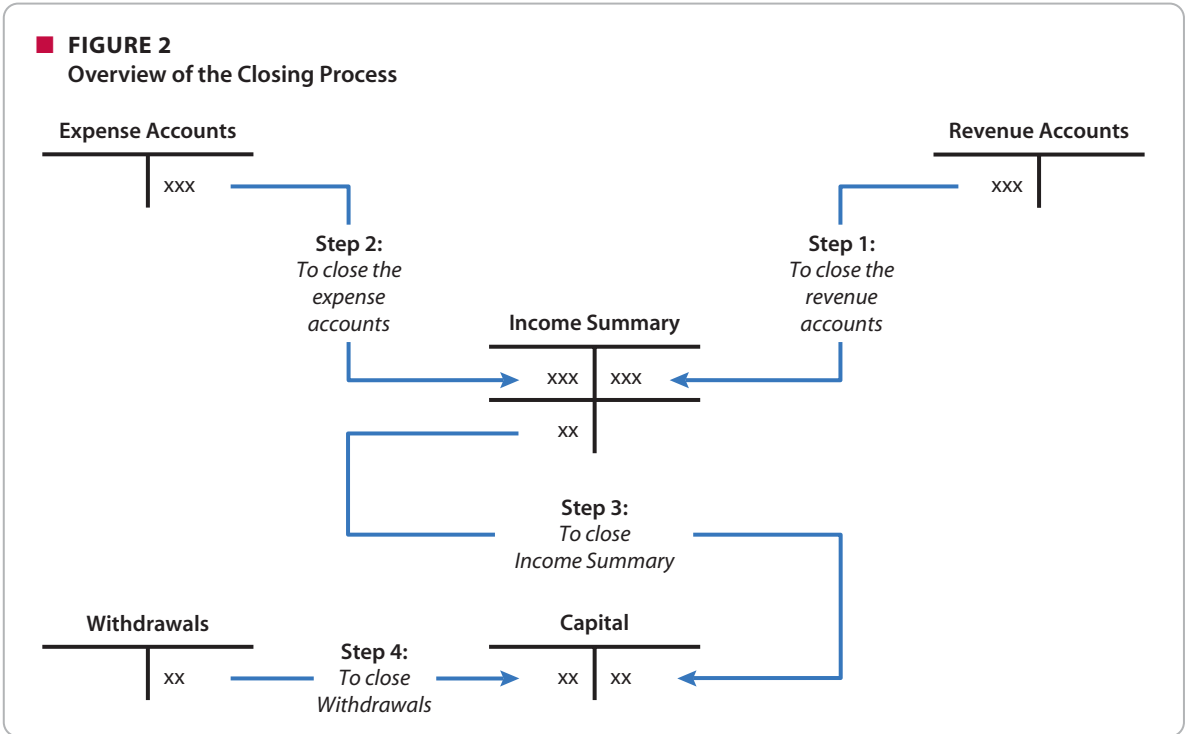 FIGURE 2
Overview of the Closing Process
Expense Accounts
Revenue Accounts
xxx
xxx
Step 2:
To close the
expense
accounts
Step 1:
To close the
revenue
accounts
Income Summary
xxx xxx
xx
Step 3:
To close
Income Summary
Withdrawals
Capital
xx
Step 4:
To close
Withdrawals
xx xx